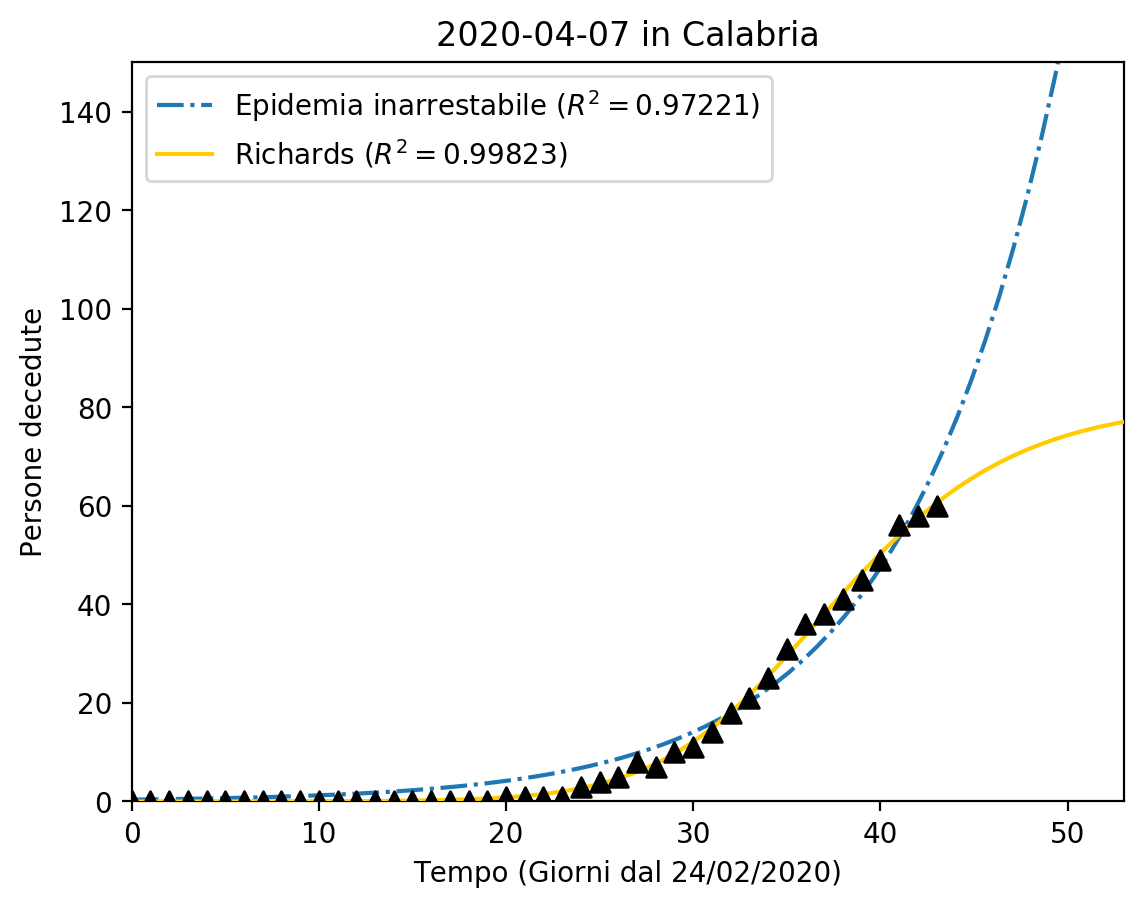 2020-04-07 in Calabria
Epidemia inarrestabile (R² = 0.97221)
Richards (R² = 0.99823)
Persone decedute
140
120
100
80
60
40
20
0
0 10 20 30 40 50
Tempo (Giorni dal 24/02/2020)